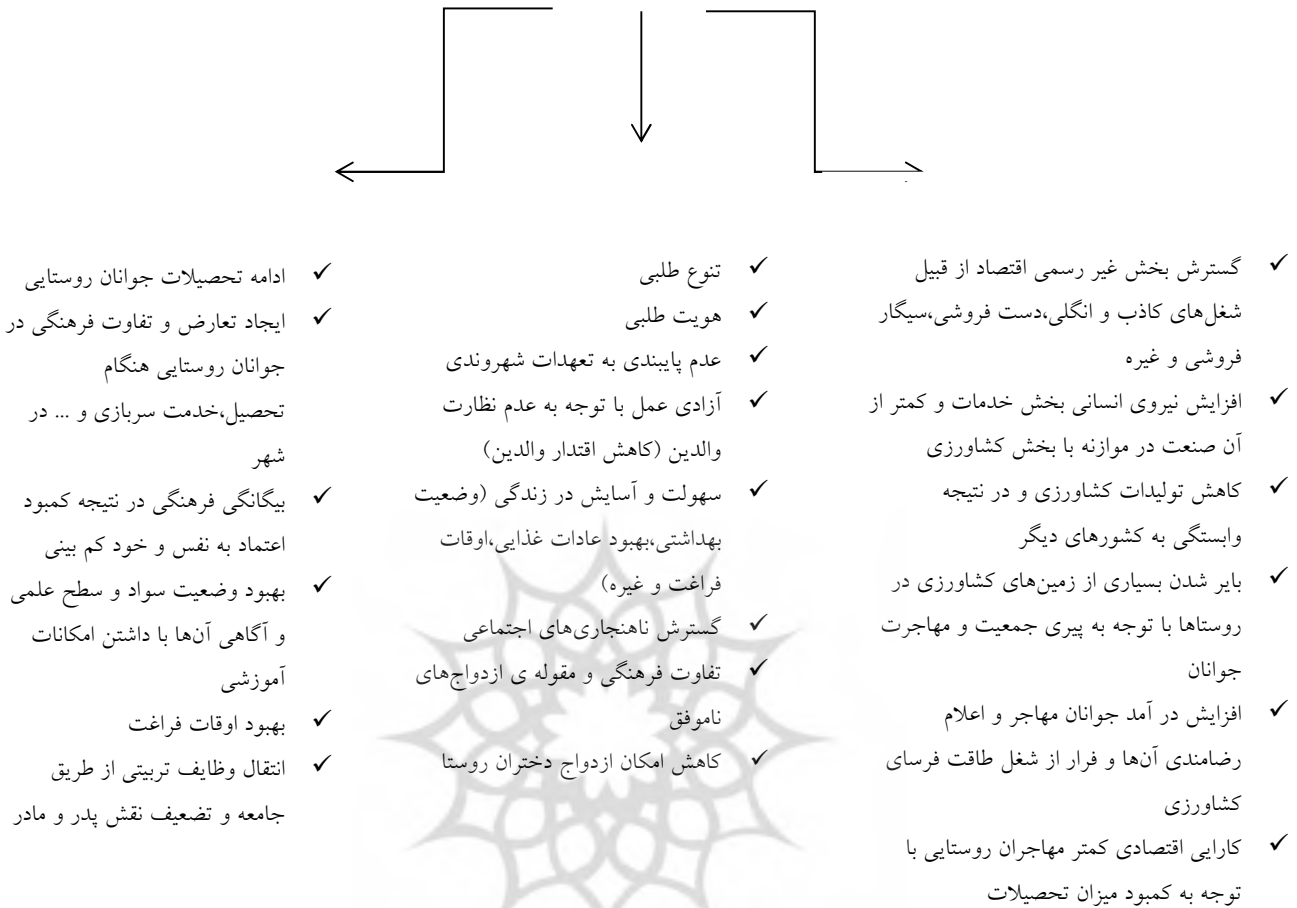 ✓ گسترش بخش غیر رسمی اقتصاد از قبیل
شغل‌های کاذب و انگلی،دست فروشی،سیگار
فروشی و غیره
✓ افزایش نیروی انسانی بخش خدمات و کمتر از
آن صنعت در موازنه با بخش کشاورزی
✓ کاهش تولیدات کشاورزی و در نتیجه
وابستگی به کشورهای دیگر
✓ بایر شدن بسیاری از زمین‌های کشاورزی در
روستاها با توجه به پیری جمعیت و مهاجرت
جوانان
✓ افزایش در آمد جوانان مهاجر و اعلام
رضامندی آن‌ها و فرار از شغل طاقت فرسای
کشاورزی
✓ کارایی اقتصادی کمتر مهاجران روستایی با
توجه به کمبود میزان تحصیلات
✓ تنوع طلبی
✓ هویت طلبی
✓ عدم پایبندی به تعهدات شهروندی
✓ آزادی عمل با توجه به عدم نظارت
والدین (کاهش اقتدار والدین)
✓ سهولت و آسایش در زندگی (وضعیت
بهداشتی،بهبود عادات غذایی،اوقات
فراغت و غیره)
✓ گسترش ناهنجاری‌های اجتماعی
✓ تفاوت فرهنگی و مقوله ی ازدواج‌های
ناموفق
✓ کاهش امکان ازدواج دختران روستا
✓ ادامه تحصیلات جوانان روستایی
✓ ایجاد تعارض و تفاوت فرهنگی در
جوانان روستایی هنگام
تحصیل،خدمت سربازی و ... در
شهر
✓ بیگانگی فرهنگی در نتیجه کمبود
اعتماد به نفس و خود کم بینی
✓ بهبود وضعیت سواد و سطح علمی
و آگاهی آن‌ها با داشتن امکانات
آموزشی
✓ بهبود اوقات فراغت
✓ انتقال وظایف تربیتی از طریق
جامعه و تضعیف نقش پدر و مادر